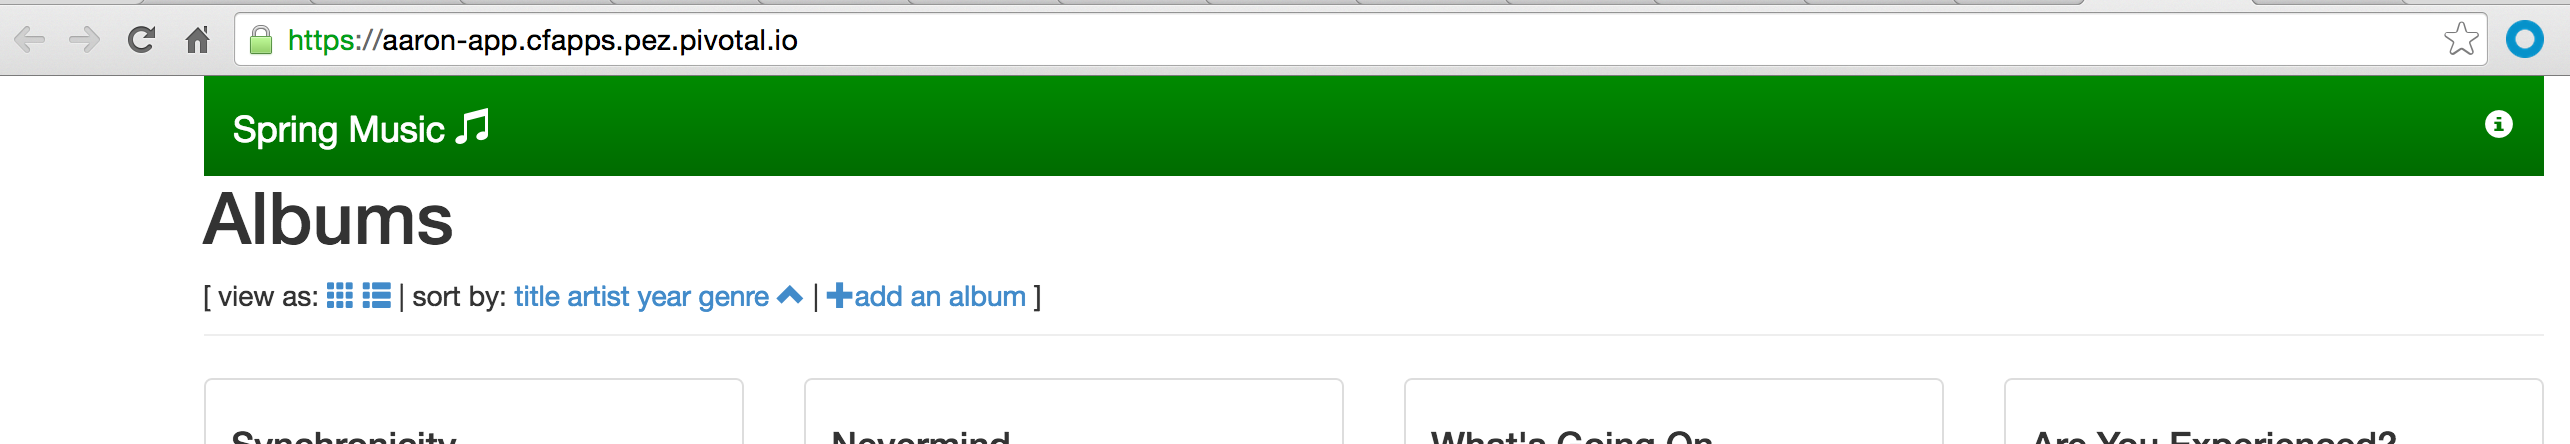 https://aaron-app.cfapps.pez.pivotal.io
Spring Music
Albums
[ view as: | sort by: title artist year genre | add an album ]
Synchronicity Nevermind What's Going On Are You Experienced?